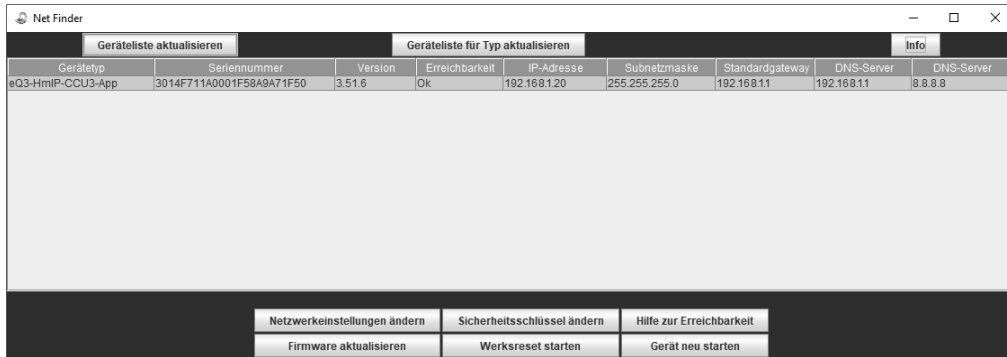 Net Finder
Geräteliste aktualisieren Geräteliste für Typ aktualisieren Info
Gerätetyp Seriennummer Version Erreichbarkeit IP-Adresse Subnetzmaske Standardgateway DNS-Server DNS-Server
eQ3-HmIP-CCU3-App 3014F711A0001F58A9A71F50 3.51.6 Ok 192.168.1.20 255.255.255.0 192.168.1.1 192.168.1.1 8.8.8.8
Netzwerkeinstellungen ändern Sicherheitsschlüssel ändern Hilfe zur Erreichbarkeit
Firmware aktualisieren Werksreset starten Gerät neu starten